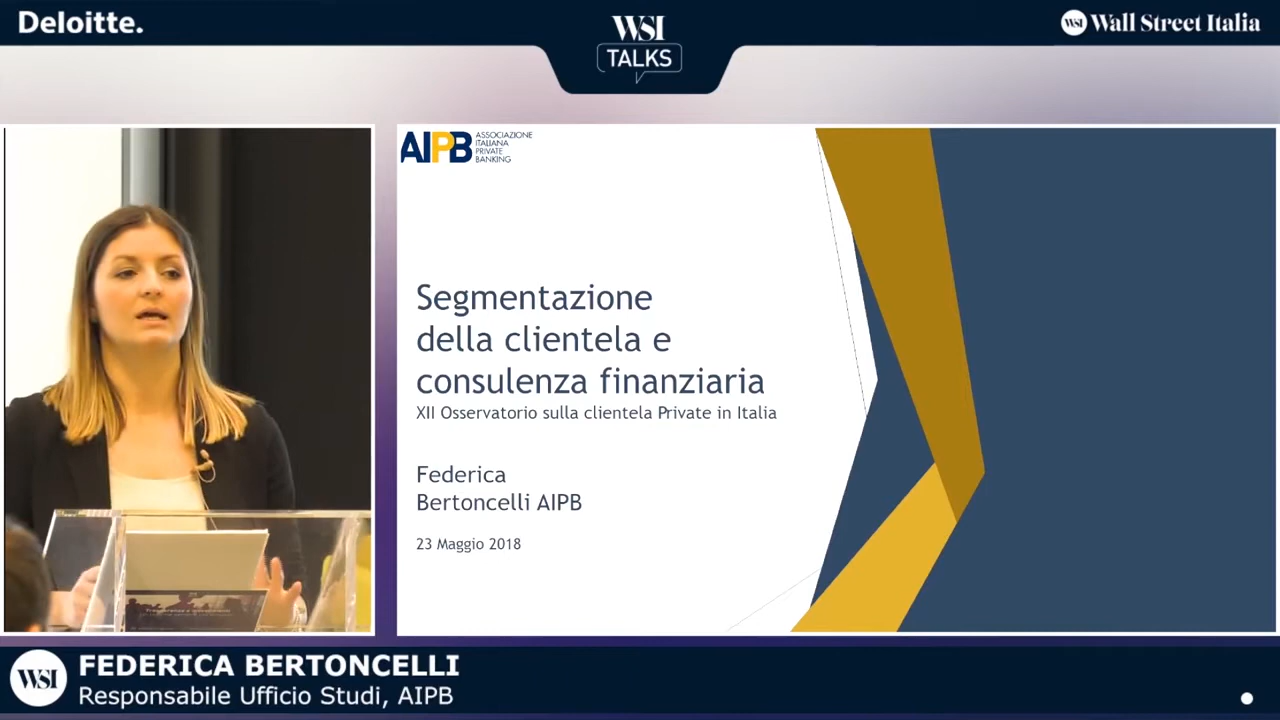 Deloitte.
WSI
TALKS
WSI Wall Street Italia
AIPB ASSOCIAZIONE
ITALIANA
PRIVATE
BANKING
Segmentazione
della clientela e
consulenza finanziaria
XII Osservatorio sulla clientela Private in Italia
Federica
Bertoncelli AIPB
23 Maggio 2018
WSI
FEDERICA BERTONCELLI
Responsabile Ufficio Studi, AIPB